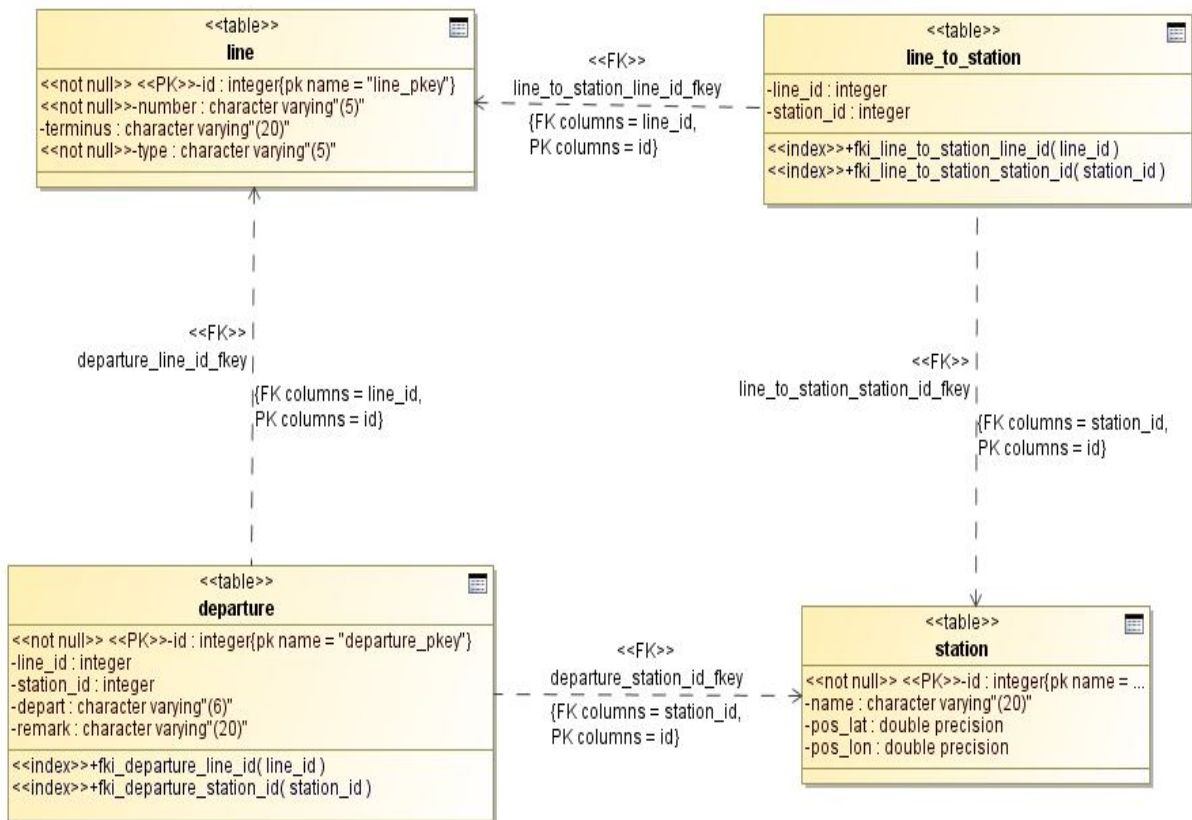 <<table>>
line
<<not null>> <<PK>>-id : integer{pk name = "line_pkey"}
<<not null>>-number : character varying"(5)"
-terminus : character varying"(20)"
<<not null>>-type : character varying"(5)"
<<FK>>
line_to_station_line_id_fkey
{FK columns = line_id,
PK columns = id}
<<table>>
line_to_station
-line_id : integer
-station_id : integer
<<index>>+fki_line_to_station_line_id( line_id )
<<index>>+fki_line_to_station_station_id( station_id )
<<FK>>
departure_line_id_fkey
{FK columns = line_id,
PK columns = id}
<<FK>>
line_to_station_station_id_fkey
{FK columns = station_id,
PK columns = id}
<<table>>
departure
<<not null>> <<PK>>-id : integer{pk name = "departure_pkey"}
-line_id : integer
-station_id : integer
-depart : character varying"(6)"
-remark : character varying"(20)"
<<index>>+fki_departure_line_id( line_id )
<<index>>+fki_departure_station_id( station_id )
<<FK>>
departure_station_id_fkey
{FK columns = station_id,
PK columns = id}
<<table>>
station
<<not null>> <<PK>>-id : integer{pk name = ...
-name : character varying"(20)"
-pos_lat : double precision
-pos_lon : double precision